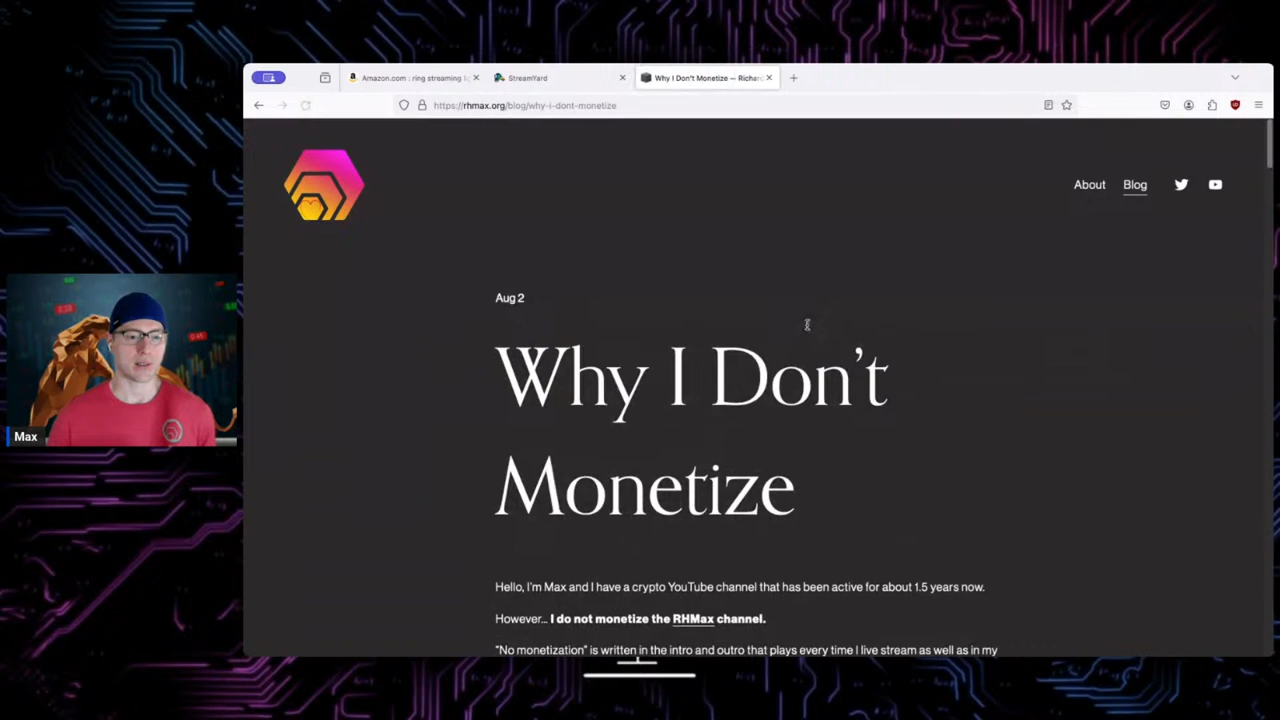 Amazon.com : ring streaming
StreamYard
Why I Don't Monetize — Richar
https://rhmax.org/blog/why-i-dont-monetize
About
Blog
Aug 2
Why I Don't
Monetize
Hello, I'm Max and I have a crypto YouTube channel that has been active for about 1.5 years now.
However... I do not monetize the RHMax channel.
"No monetization" is written in the intro and outro that plays every time I live stream as well as in my
Max